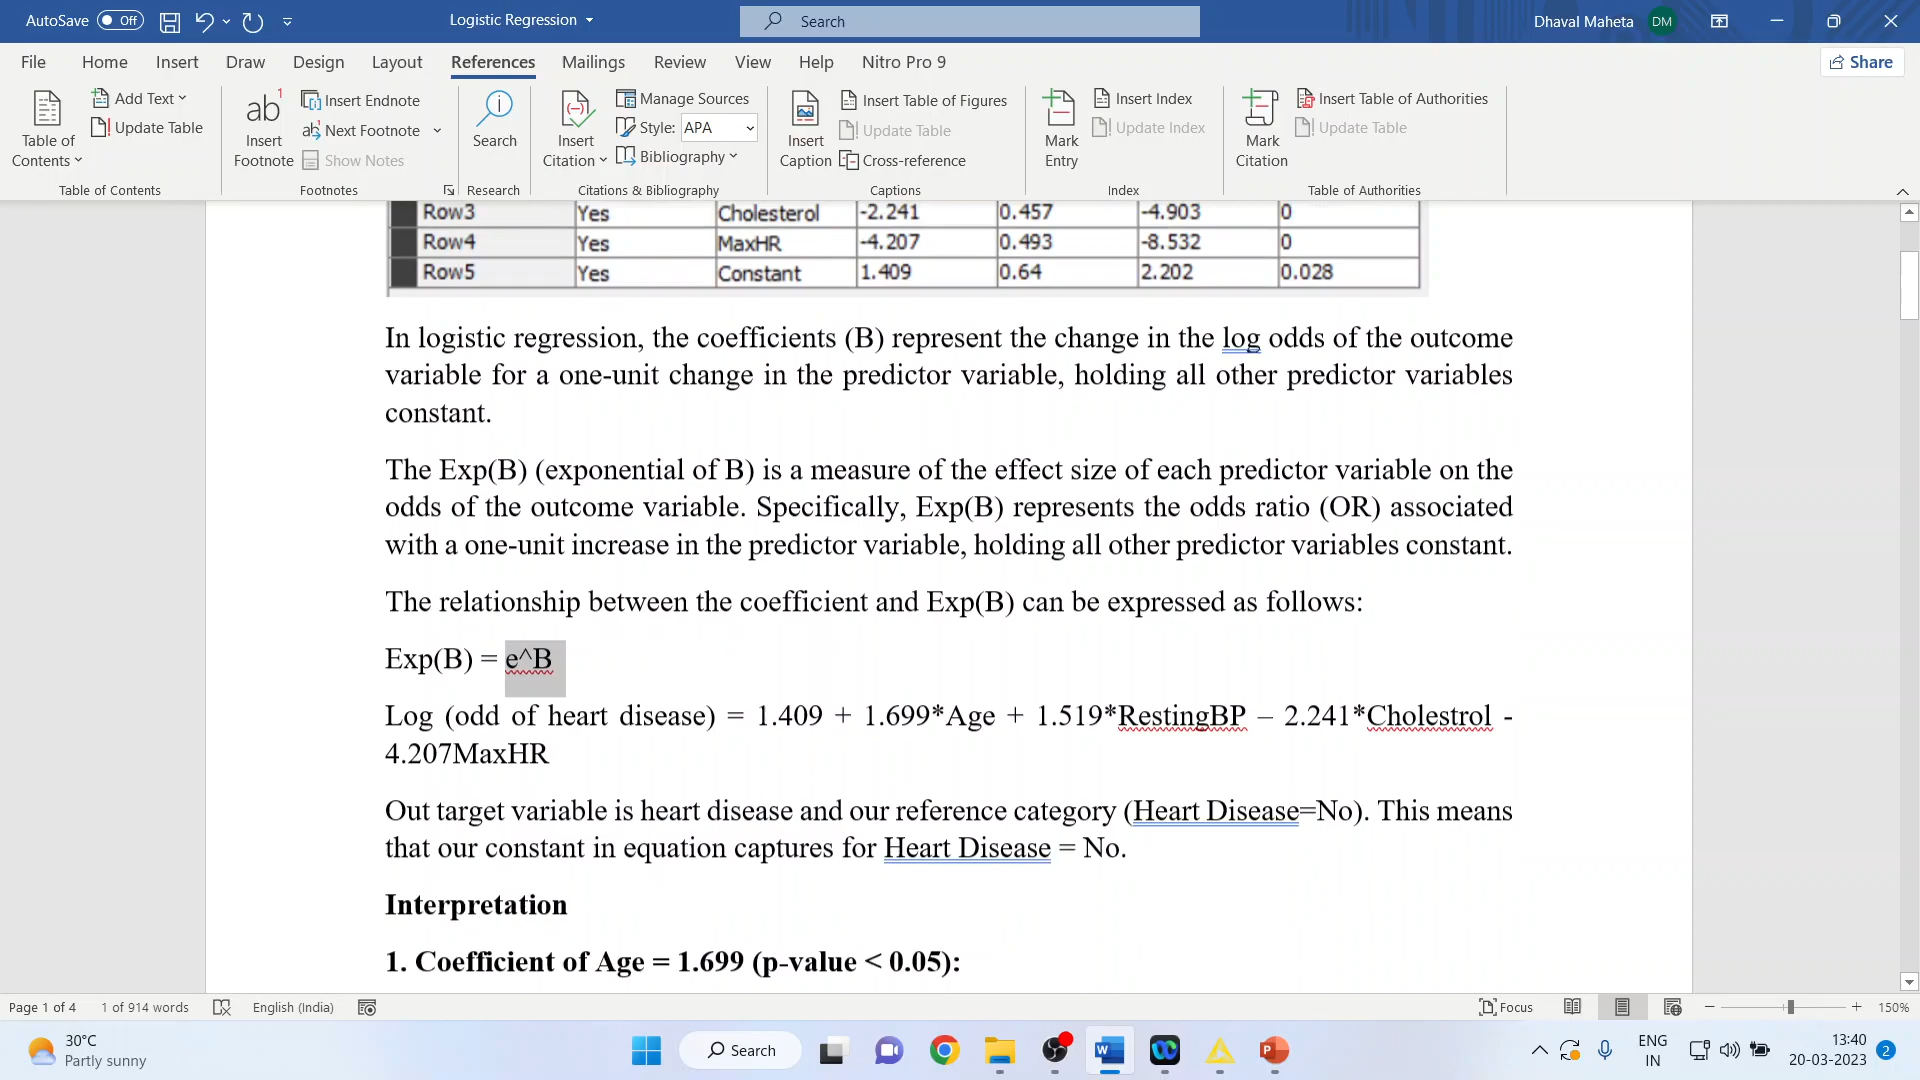 AutoSave Off
Logistic Regression
Search
Dhaval Maheta DM
File Home Insert Draw Design Layout References Mailings Review View Help Nitro Pro 9
Share
Table of Contents
Add Text
Update Table
Table of Contents
ab 1
Insert Footnote
Insert Endnote
Next Footnote
Show Notes
Footnotes
Search
Research
Insert Citation
Manage Sources
Style: APA
Bibliography
Citations & Bibliography
Insert Caption
Insert Table of Figures
Update Table
Cross-reference
Captions
Mark Entry
Insert Index
Update Index
Index
Mark Citation
Insert Table of Authorities
Update Table
Table of Authorities
Row3 Yes Cholesterol -2.241 0.457 -4.903 0
Row4 Yes MaxHR -4.207 0.493 -8.532 0
Row5 Yes Constant 1.409 0.64 2.202 0.028
In logistic regression, the coefficients (B) represent the change in the log odds of the outcome
variable for a one-unit change in the predictor variable, holding all other predictor variables
constant.
The Exp(B) (exponential of B) is a measure of the effect size of each predictor variable on the
odds of the outcome variable. Specifically, Exp(B) represents the odds ratio (OR) associated
with a one-unit increase in the predictor variable, holding all other predictor variables constant.
The relationship between the coefficient and Exp(B) can be expressed as follows:
Exp(B) = e^B
Log (odd of heart disease) = 1.409 + 1.699*Age + 1.519*RestingBP – 2.241*Cholestrol -
4.207MaxHR
Out target variable is heart disease and our reference category (Heart Disease=No). This means
that our constant in equation captures for Heart Disease = No.
Interpretation
1. Coefficient of Age = 1.699 (p-value < 0.05):
Page 1 of 4 1 of 914 words English (India) Focus 150%
30°C
Partly sunny
Search
ENG
IN
13:40
20-03-2023
2